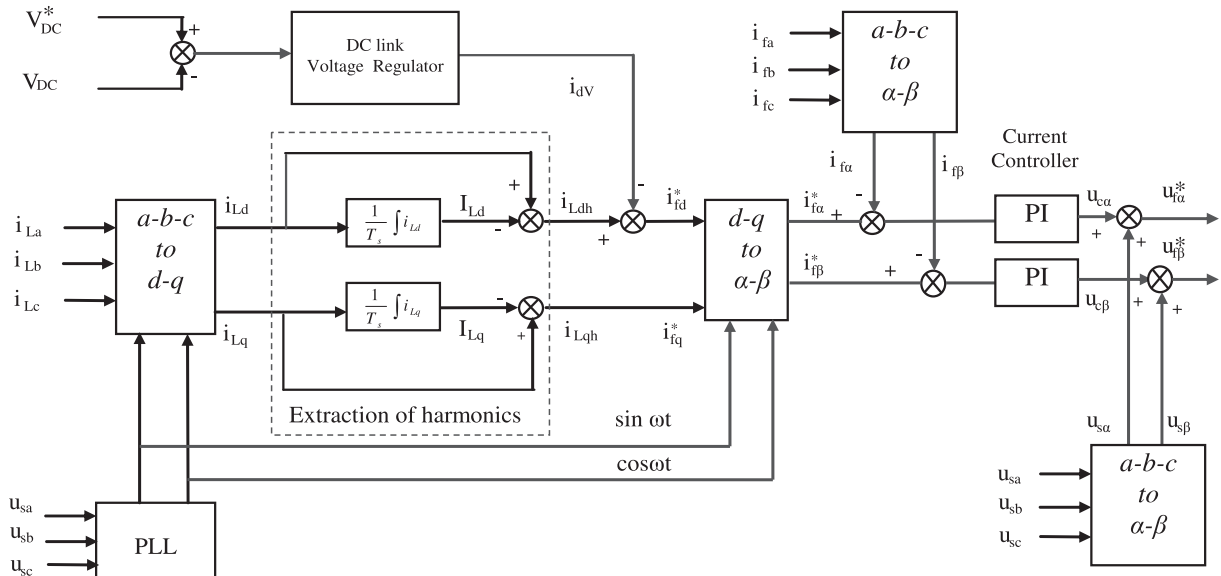 V*DC
+
-
VDC
DC link
Voltage Regulator
idV
ifa
ifb
ifc
a-b-c
to
α-β
ifα
ifβ
Current
Controller
iLa
iLb
iLc
a-b-c
to
d-q
iLd
iLq
1/Ts ∫ iLd
ILd
+
-
iLdh
+
-
i*fd
1/Ts ∫ iLq
ILq
-
+
iLqh
i*fq
Extraction of harmonics
d-q
to
α-β
i*fα
+
-
i*fβ
+
-
PI
PI
ucα
+
+
u*fα
ucβ
+
+
u*fβ
sin ωt
cosωt
usα
usβ
usa
usb
usc
PLL
usa
usb
usc
a-b-c
to
α-β